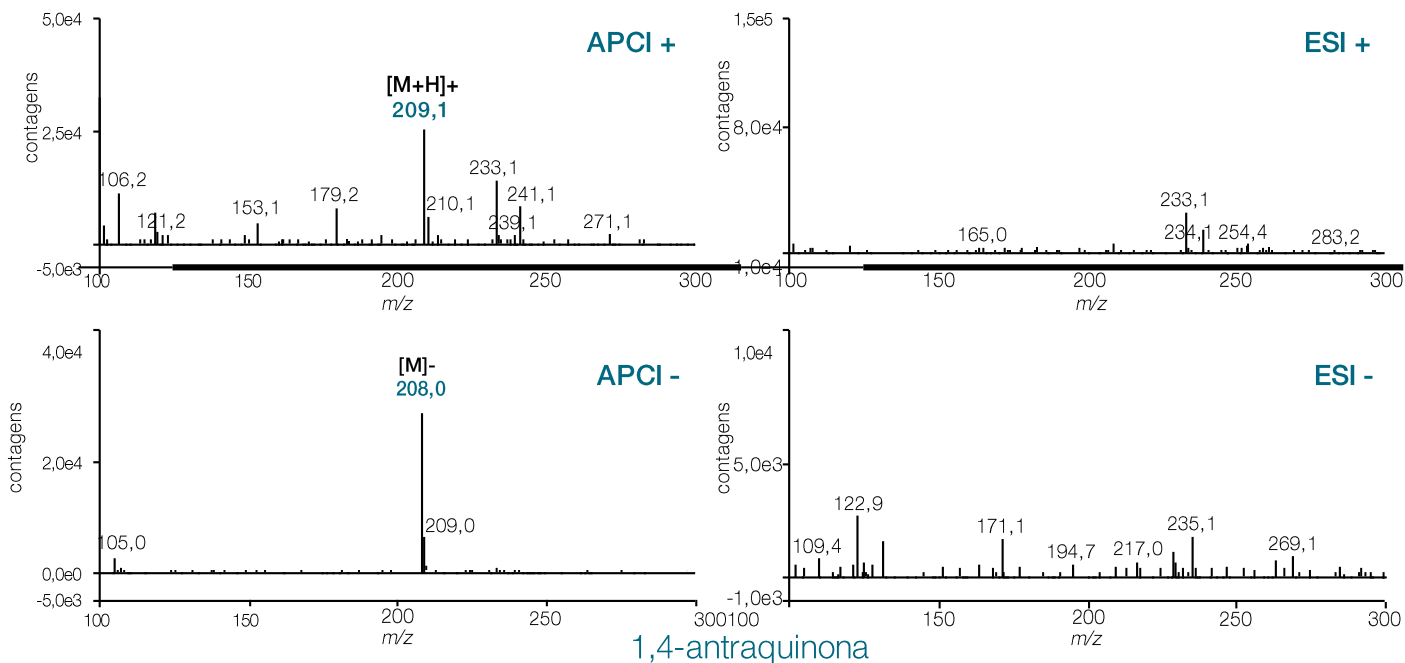 5,0e4
APCI +
[M+H]+
209,1
contagens
2,5e4
106,2
121,2
153,1
179,2
210,1
233,1
239,1
241,1
271,1
-5,0e3
100
200
250
300
m/z
1,5e5
ESI +
contagens
8,0e4
165,0
233,1
234,1
254,4
283,2
1,0e4
100
150
200
250
300
m/z
4,0e4
APCI -
[M]-
208,0
contagens
2,0e4
105,0
209,0
0,0e0
-5,0e3
100
150
200
250
300
m/z
1,0e4
ESI -
contagens
5,0e3
122,9
109,4
171,1
194,7
217,0
235,1
269,1
-1,0e3
100
150
200
250
300
m/z
1,4-antraquinona